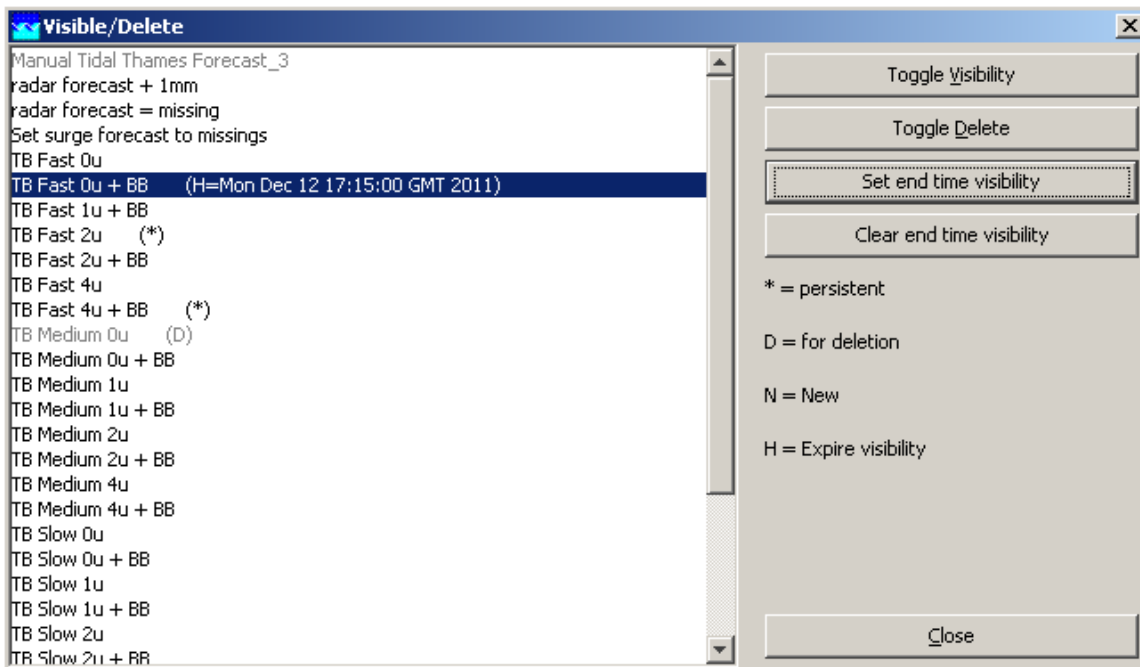 Visible/Delete
Manual Tidal Thames Forecast_3
radar forecast + 1mm
radar forecast = missing
Set surge forecast to missings
TB Fast 0u
TB Fast 0u + BB (H=Mon Dec 12 17:15:00 GMT 2011)
TB Fast 1u + BB
TB Fast 2u (*)
TB Fast 2u + BB
TB Fast 4u
TB Fast 4u + BB (*)
TB Medium 0u (D)
TB Medium 0u + BB
TB Medium 1u
TB Medium 1u + BB
TB Medium 2u
TB Medium 2u + BB
TB Medium 4u
TB Medium 4u + BB
TB Slow 0u
TB Slow 0u + BB
TB Slow 1u
TB Slow 1u + BB
TB Slow 2u
TB Slow 2u + BB
Toggle Visibility
Toggle Delete
Set end time visibility
Clear end time visibility
* = persistent
D = for deletion
N = New
H = Expire visibility
Close